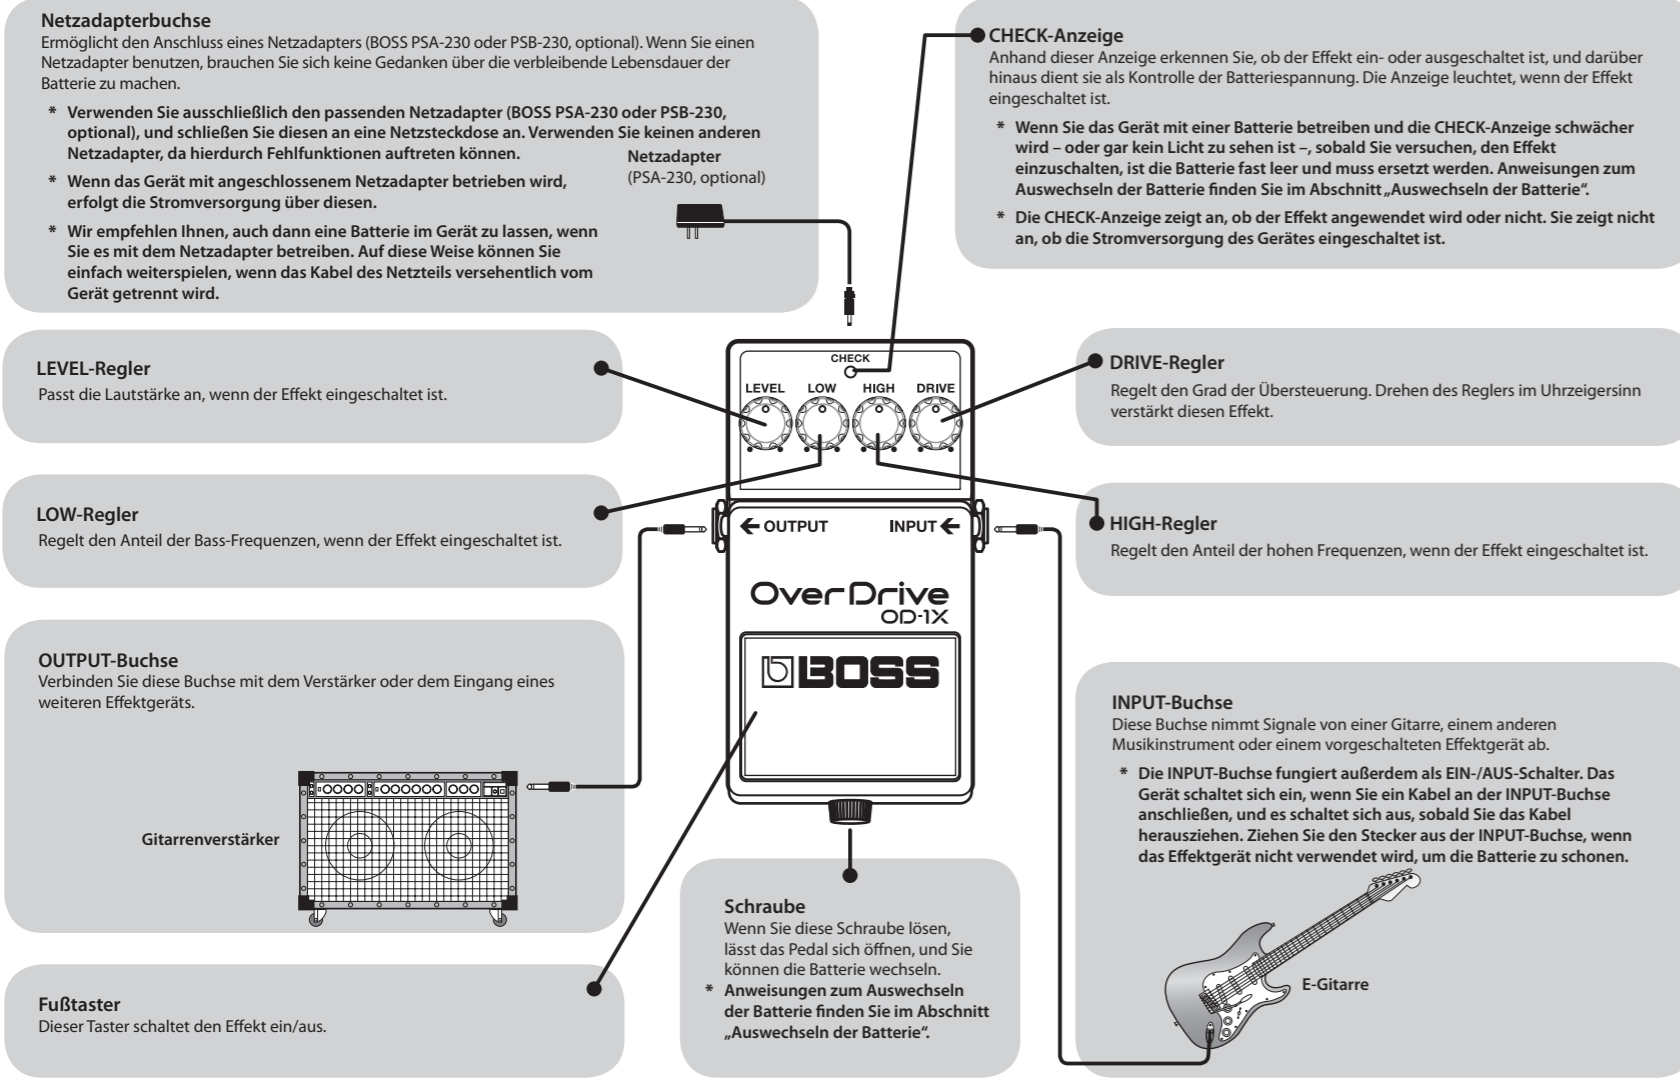 Netzadapterbuchse
Ermöglicht den Anschluss eines Netzadapters (BOSS PSA-230 oder PSB-230, optional). Wenn Sie einen
Netzadapter benutzen, brauchen Sie sich keine Gedanken über die verbleibende Lebensdauer der
Batterie zu machen.
* Verwenden Sie ausschließlich den passenden Netzadapter (BOSS PSA-230 oder PSB-230,
optional), und schließen Sie diesen an eine Netzsteckdose an. Verwenden Sie keinen anderen
Netzadapter, da hierdurch Fehlfunktionen auftreten können.
* Wenn das Gerät mit angeschlossenem Netzadapter betrieben wird,
erfolgt die Stromversorgung über diesen.
* Wir empfehlen Ihnen, auch dann eine Batterie im Gerät zu lassen, wenn
Sie es mit dem Netzadapter betreiben. Auf diese Weise können Sie
einfach weiterspielen, wenn das Kabel des Netzteils versehentlich vom
Gerät getrennt wird.
Netzadapter
(PSA-230, optional)
CHECK-Anzeige
Anhand dieser Anzeige erkennen Sie, ob der Effekt ein- oder ausgeschaltet ist, und darüber
hinaus dient sie als Kontrolle der Batteriespannung. Die Anzeige leuchtet, wenn der Effekt
eingeschaltet ist.
* Wenn Sie das Gerät mit einer Batterie betreiben und die CHECK-Anzeige schwächer
wird – oder gar kein Licht zu sehen ist –, sobald Sie versuchen, den Effekt
einzuschalten, ist die Batterie fast leer und muss ersetzt werden. Anweisungen zum
Auswechseln der Batterie finden Sie im Abschnitt „Auswechseln der Batterie“.
* Die CHECK-Anzeige zeigt an, ob der Effekt angewendet wird oder nicht. Sie zeigt nicht
an, ob die Stromversorgung des Gerätes eingeschaltet ist.
LEVEL-Regler
Passt die Lautstärke an, wenn der Effekt eingeschaltet ist.
CHECK
LEVEL LOW HIGH DRIVE
DRIVE-Regler
Regelt den Grad der Übersteuerung. Drehen des Reglers im Uhrzeigersinn
verstärkt diesen Effekt.
LOW-Regler
Regelt den Anteil der Bass-Frequenzen, wenn der Effekt eingeschaltet ist.
← OUTPUT INPUT ←
HIGH-Regler
Regelt den Anteil der hohen Frequenzen, wenn der Effekt eingeschaltet ist.
OverDrive
OD-1X
BOSS
OUTPUT-Buchse
Verbinden Sie diese Buchse mit dem Verstärker oder dem Eingang eines
weiteren Effektgeräts.
Gitarrenverstärker
INPUT-Buchse
Diese Buchse nimmt Signale von einer Gitarre, einem anderen
Musikinstrument oder einem vorgeschalteten Effektgerät ab.
* Die INPUT-Buchse fungiert außerdem als EIN-/AUS-Schalter. Das
Gerät schaltet sich ein, wenn Sie ein Kabel an der INPUT-Buchse
anschließen, und es schaltet sich aus, sobald Sie das Kabel
herausziehen. Ziehen Sie den Stecker aus der INPUT-Buchse, wenn
das Effektgerät nicht verwendet wird, um die Batterie zu schonen.
E-Gitarre
Schraube
Wenn Sie diese Schraube lösen,
lässt das Pedal sich öffnen, und Sie
können die Batterie wechseln.
* Anweisungen zum Auswechseln
der Batterie finden Sie im Abschnitt
„Auswechseln der Batterie“.
Fußtaster
Dieser Taster schaltet den Effekt ein/aus.